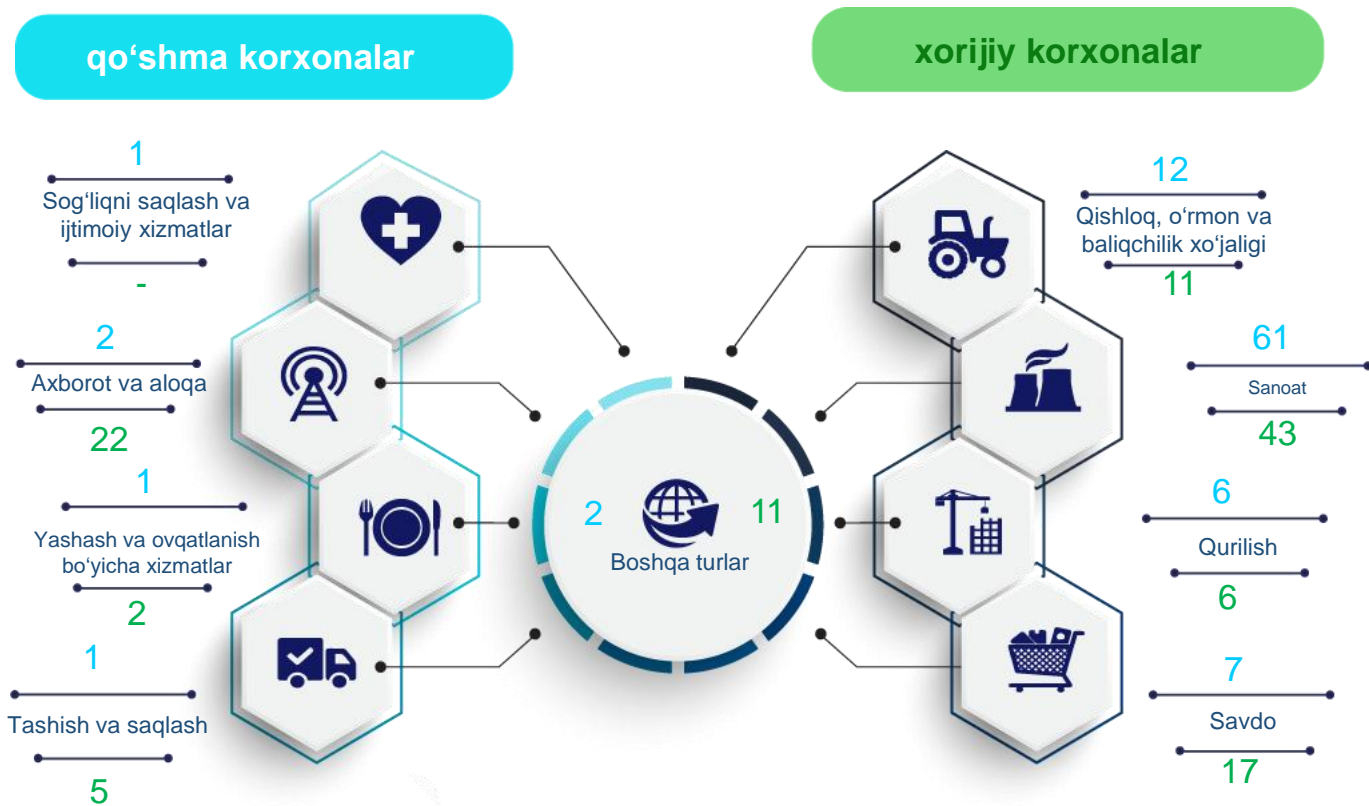 qo‘shma korxonalar
xorijiy korxonalar
1
Sog‘liqni saqlash va
ijtimoiy xizmatlar
-
2
Axborot va aloqa
22
1
Yashash va ovqatlanish
bo‘yicha xizmatlar
2
1
Tashish va saqlash
5
2
11
Boshqa turlar
12
Qishloq, o‘rmon va
baliqchilik xo‘jaligi
11
61
Sanoat
43
6
Qurilish
6
7
Savdo
17